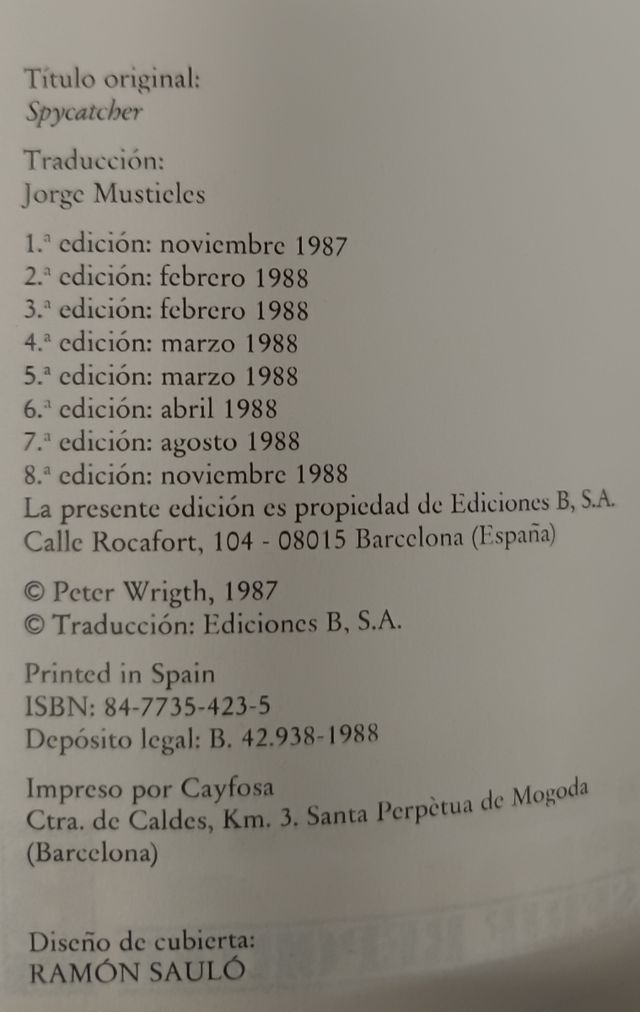 Título original:
Spycatcher
Traducción:
Jorge Mustieles
1.ª edición: noviembre 1987
2.ª edición: febrero 1988
3.ª edición: febrero 1988
4.ª edición: marzo 1988
5.ª edición: marzo 1988
6.ª edición: abril 1988
7.ª edición: agosto 1988
8.ª edición: noviembre 1988
La presente edición es propiedad de Ediciones B, S.A.
Calle Rocafort, 104 - 08015 Barcelona (España)
© Peter Wrigth, 1987
© Traducción: Ediciones B, S.A.
Printed in Spain
ISBN: 84-7735-423-5
Depósito legal: B. 42.938-1988
Impreso por Cayfosa
Ctra. de Caldes, Km. 3. Santa Perpètua de Mogoda
(Barcelona)
Diseño de cubierta:
RAMÓN SAULÓ